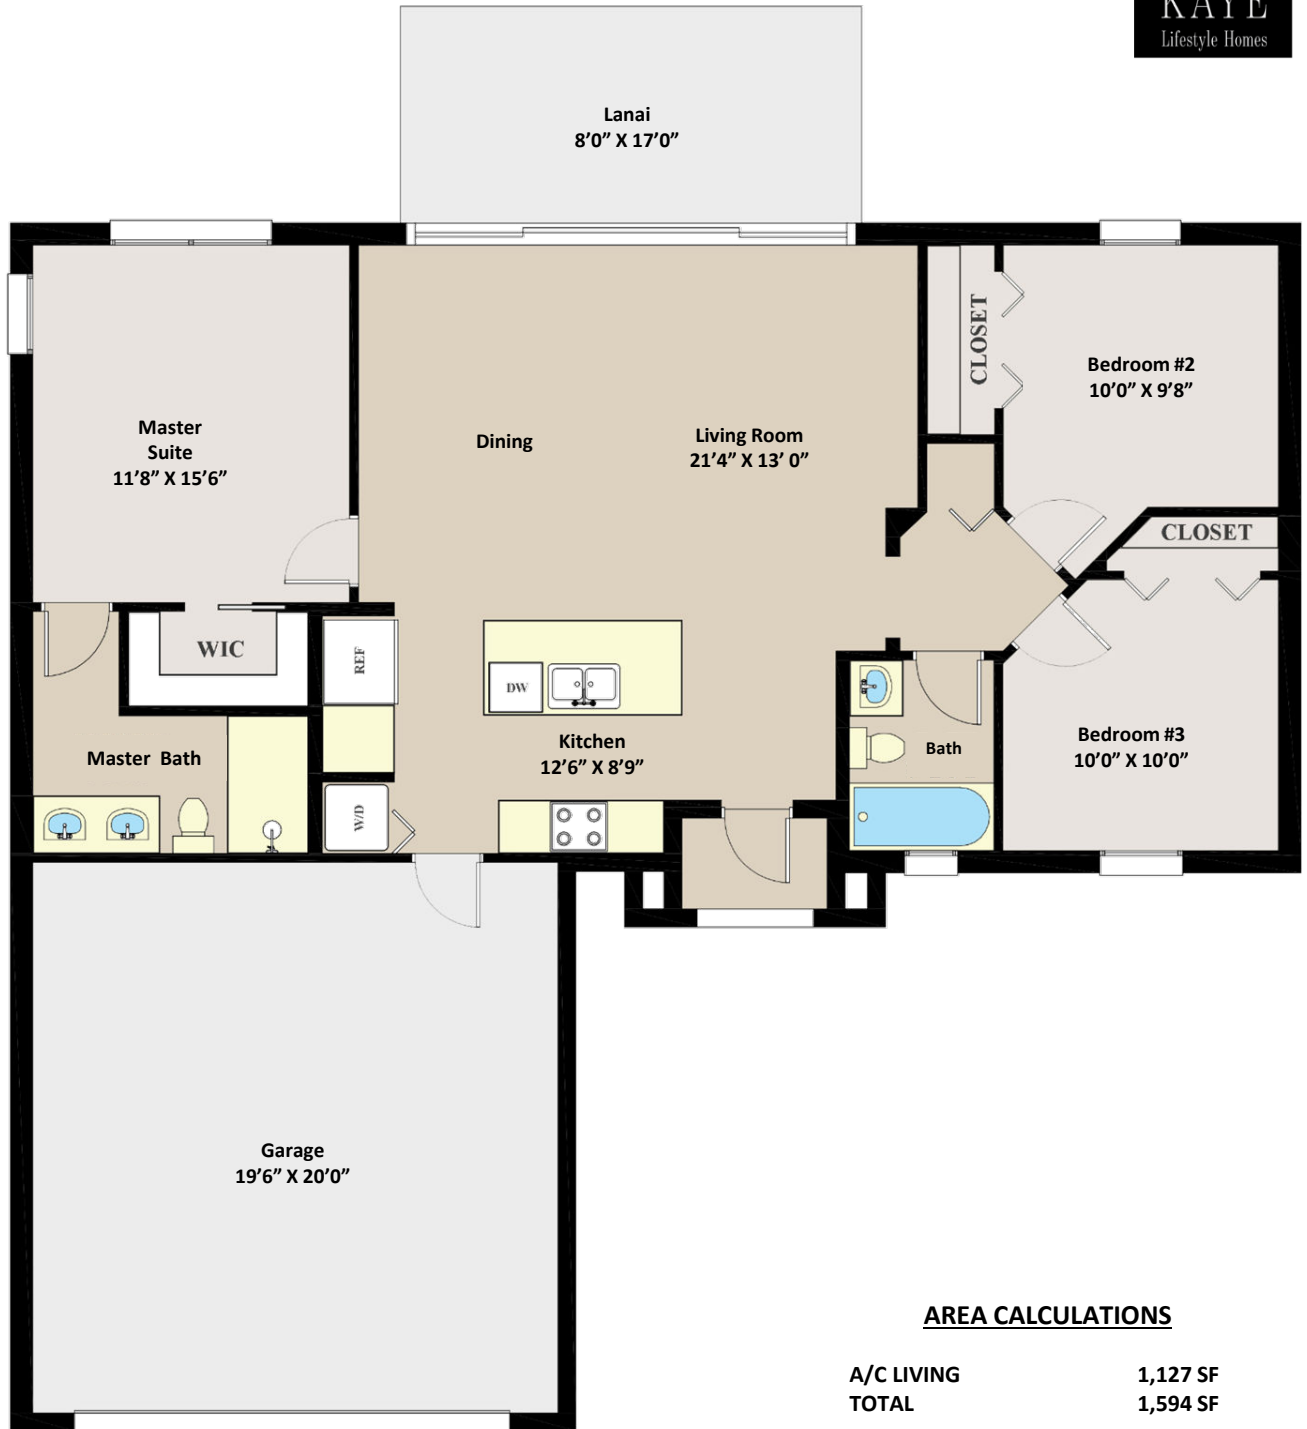 KAYE
Lifestyle Homes
Lanai
8’0” X 17’0”
CLOSET
Bedroom #2
10’0” X 9’8”
Master
Suite
11’8” X 15’6”
Dining
Living Room
21’4” X 13’ 0”
CLOSET
WIC
REF
DW
Kitchen
12’6” X 8’9”
Master Bath
W/D
Bath
Bedroom #3
10’0” X 10’0”
Garage
19’6” X 20’0”
AREA CALCULATIONS
A/C LIVING 1,127 SF
TOTAL 1,594 SF